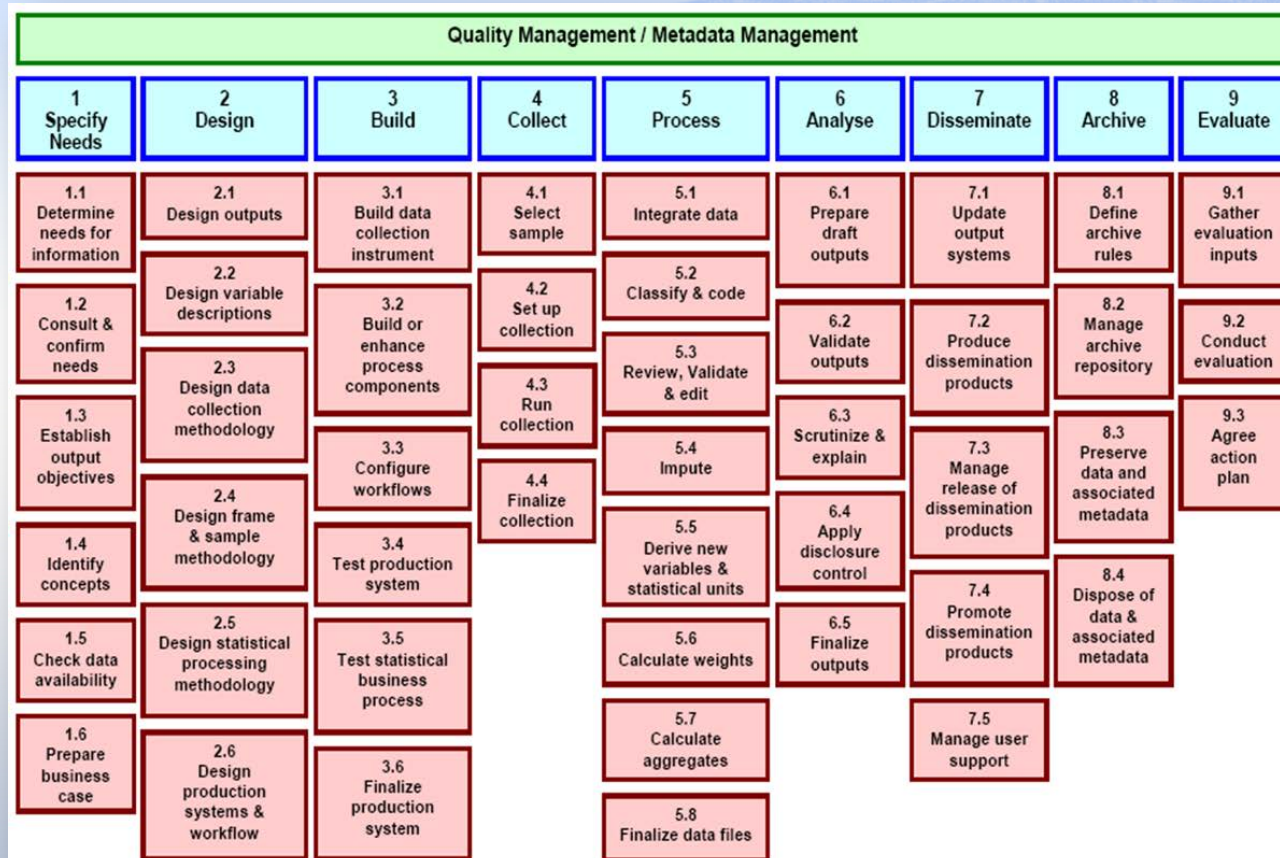 Quality Management / Metadata Management
1
Specify
Needs
2
Design
3
Build
4
Collect
5
Process
6
Analyse
7
Disseminate
8
Archive
9
Evaluate
1.1
Determine
needs for
information
1.2
Consult &
confirm
needs
1.3
Establish
output
objectives
1.4
Identify
concepts
1.5
Check data
availability
1.6
Prepare
business
case
2.1
Design outputs
2.2
Design variable
descriptions
2.3
Design data
collection
methodology
2.4
Design frame
& sample
methodology
2.5
Design statistical
processing
methodology
2.6
Design
production
systems &
workflow
3.1
Build data
collection
instrument
3.2
Build or
enhance
process
components
3.3
Configure
workflows
3.4
Test production
system
3.5
Test statistical
business
process
3.6
Finalize
production
system
4.1
Select
sample
4.2
Set up
collection
4.3
Run
collection
4.4
Finalize
collection
5.1
Integrate data
5.2
Classify & code
5.3
Review, Validate
& edit
5.4
Impute
5.5
Derive new
variables &
statistical units
5.6
Calculate weights
5.7
Calculate
aggregates
5.8
Finalize data files
6.1
Prepare
draft
outputs
6.2
Validate
outputs
6.3
Scrutinize &
explain
6.4
Apply
disclosure
control
6.5
Finalize
outputs
7.1
Update
output
systems
7.2
Produce
dissemination
products
7.3
Manage
release of
dissemination
products
7.4
Promote
dissemination
products
7.5
Manage user
support
8.1
Define
archive
rules
8.2
Manage
archive
repository
8.3
Preserve
data and
associated
metadata
8.4
Dispose of
data &
associated
metadata
9.1
Gather
evaluation
inputs
9.2
Conduct
evaluation
9.3
Agree
action
plan